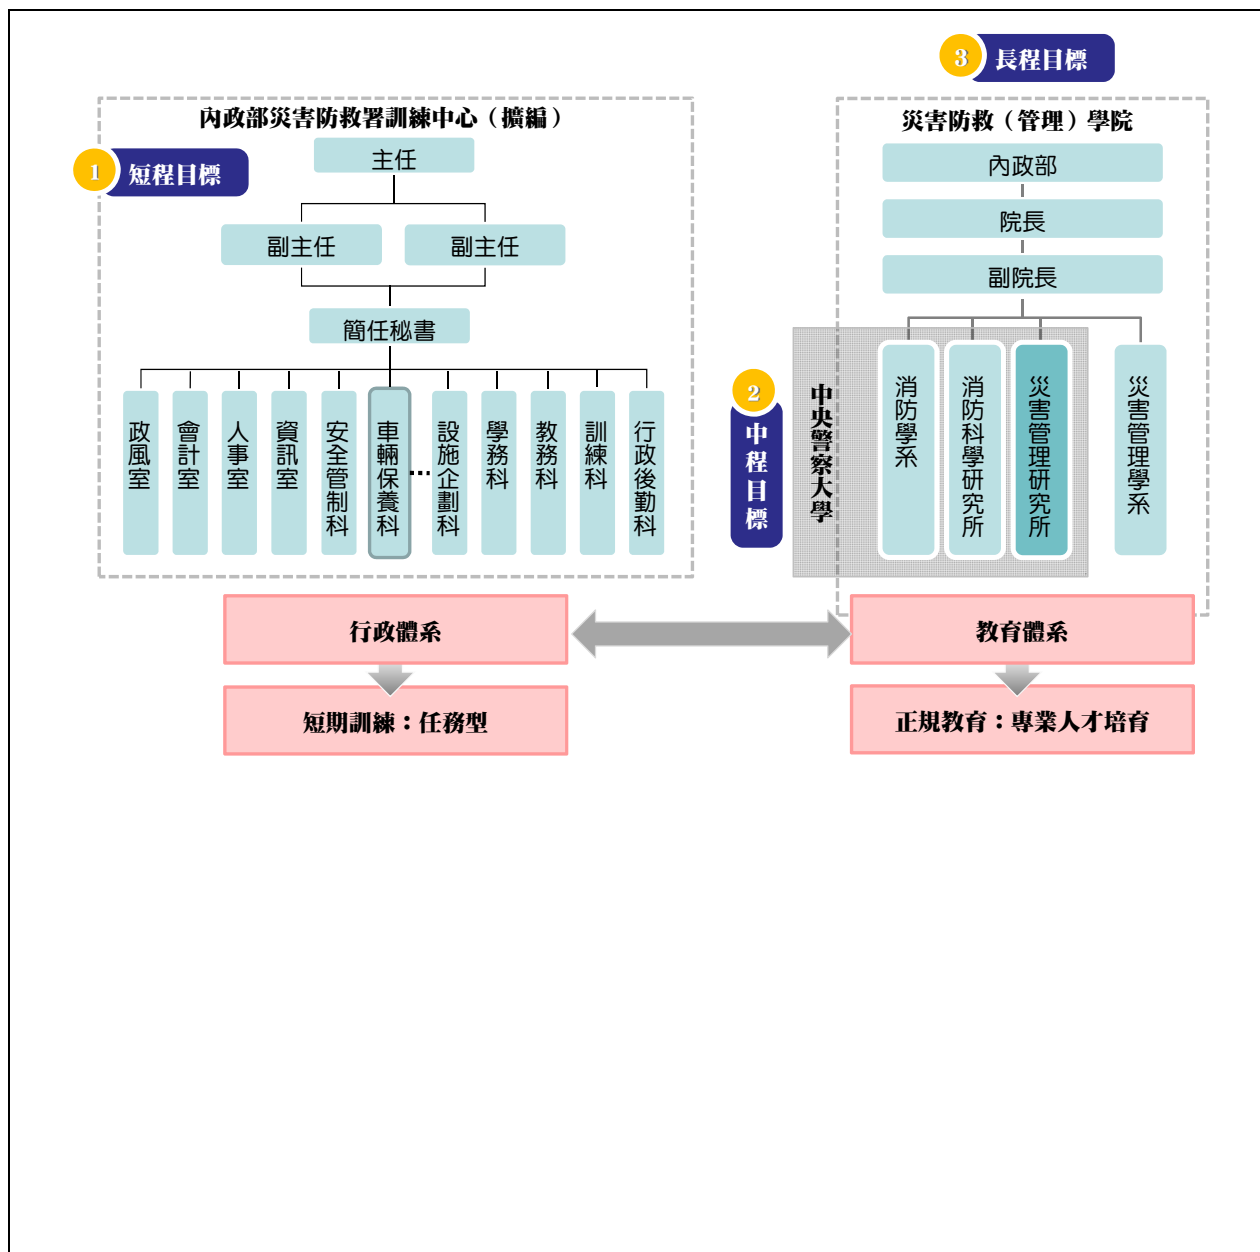 3 長程目標
內政部災害防救署訓練中心（擴編）
1 短程目標
主任
副主任
副主任
簡任秘書
政風室
會計室
人事室
資訊室
安全管制科
車輛保養科
…
設施企劃科
學務科
教務科
訓練科
行政後勤科
災害防救（管理）學院
內政部
院長
副院長
2 中程目標
中央警察大學
消防學系
消防科學研究所
災害管理研究所
災害管理學系
行政體系
教育體系
短期訓練：任務型
正規教育：專業人才培育